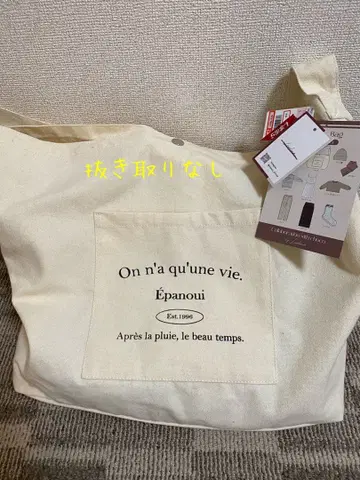 Bag
抜き取りなし
On n'a qu'une vie.
Épanoui
Est.1996
Après la pluie, le beau temps.